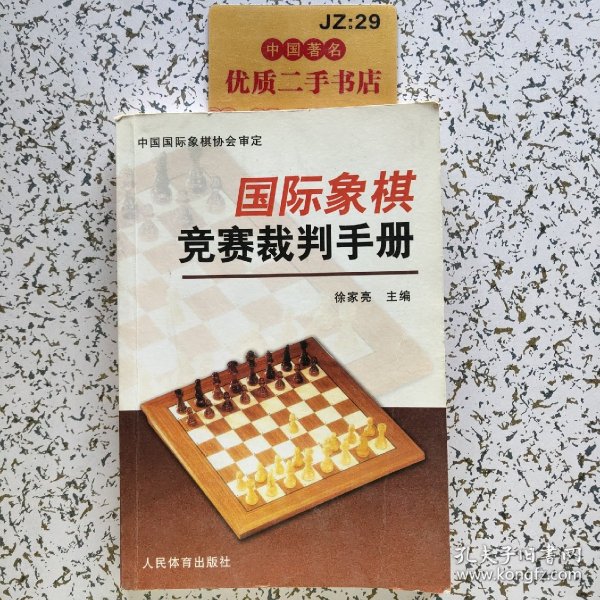 JZ:29
中国著名
优质二手书店
中国国际象棋协会审定
国际象棋
竞赛裁判手册
徐家亮 主编
人民体育出版社
孔夫子旧书网
www.kongfz.com